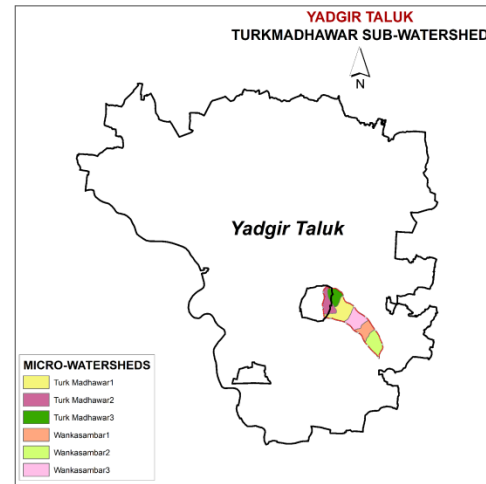 YADGIR TALUK
TURKMADHAWAR SUB-WATERSHED
N
Yadgir Taluk
MICRO-WATERSHEDS
Turk Madhawar1
Turk Madhawar2
Turk Madhawar3
Wankasambar1
Wankasambar2
Wankasambar3